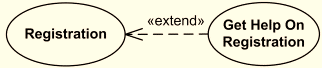 Registration
«extend»
Get Help On
Registration